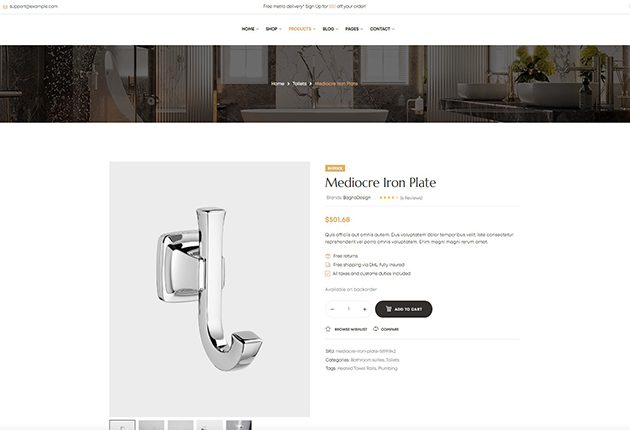 support@example.com
Free metro delivery* Sign Up for $50 off your order!
HOME SHOP PRODUCTS BLOG PAGES CONTACT
Home > Toilets > Mediocre Iron Plate
Mediocre Iron Plate
Brands: BagnoDesign (6 Reviews)
$501.68
Quis officiis aut omnis autem. Eius voluptatem dolor temporibus velit. Iste consectetur
reprehenderit vel porro omnis voluptatem. Enim magni magni rerum amet.
Free returns
Free shipping via DHL, fully insured
All taxes and customs duties included
Available on backorder
− 1 +
ADD TO CART
BROWSE WISHLIST COMPARE
SKU: mediocre-iron-plate
Categories: Bathroom suites, Toilets
Tags: Heated Towel Rails, Plumbing